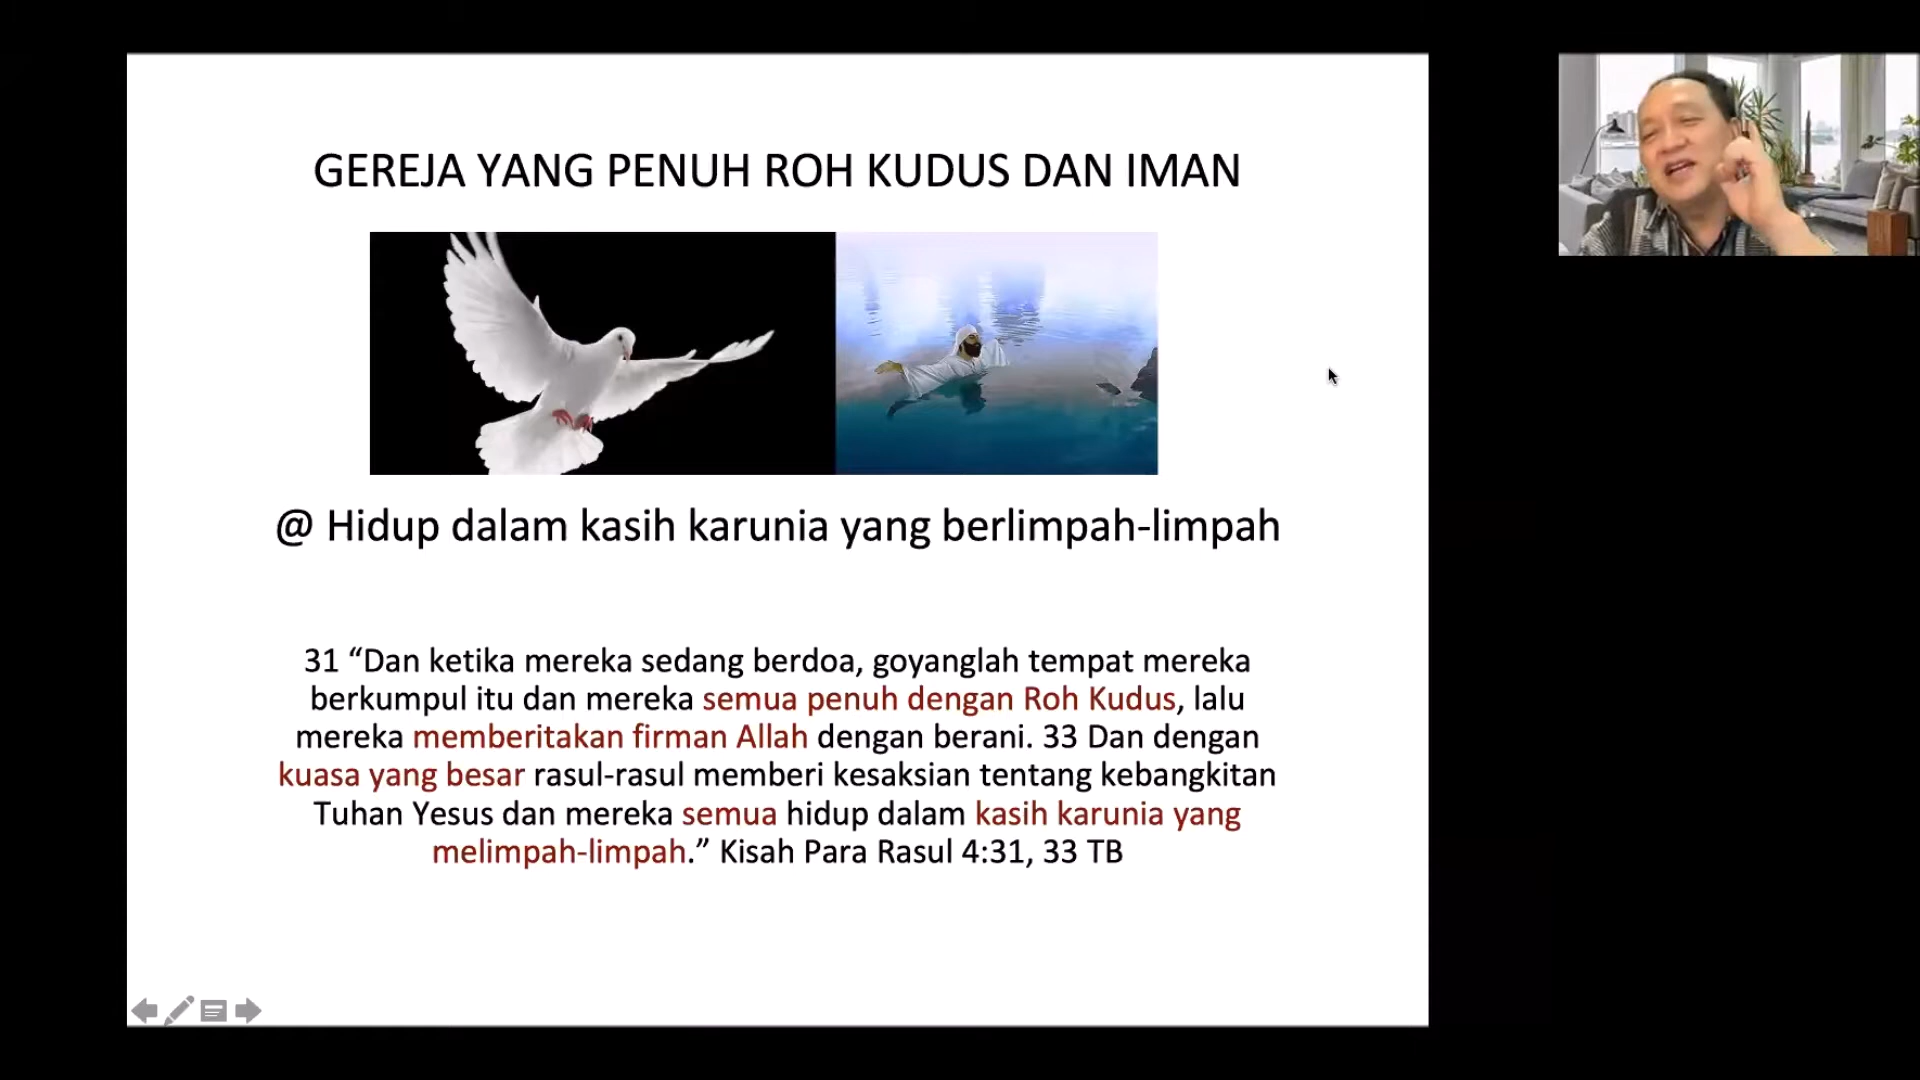 GEREJA YANG PENUH ROH KUDUS DAN IMAN
@ Hidup dalam kasih karunia yang berlimpah-limpah
31 “Dan ketika mereka sedang berdoa, goyanglah tempat mereka
berkumpul itu dan mereka semua penuh dengan Roh Kudus, lalu
mereka memberitakan firman Allah dengan berani. 33 Dan dengan
kuasa yang besar rasul-rasul memberi kesaksian tentang kebangkitan
Tuhan Yesus dan mereka semua hidup dalam kasih karunia yang
melimpah-limpah.” Kisah Para Rasul 4:31, 33 TB